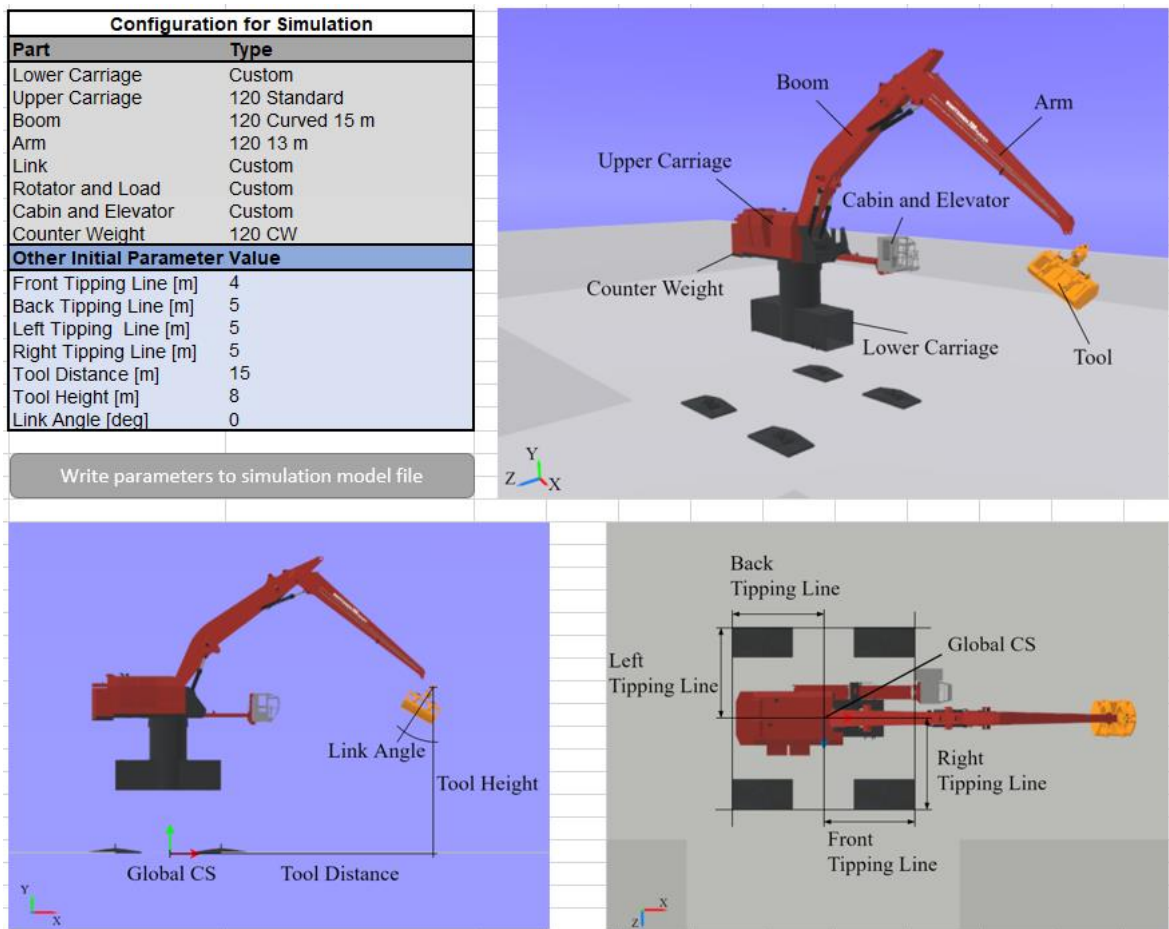 Configuration for Simulation
Part Type
Lower Carriage Custom
Upper Carriage 120 Standard
Boom 120 Curved 15 m
Arm 120 13 m
Link Custom
Rotator and Load Custom
Cabin and Elevator Custom
Counter Weight 120 CW
Other Initial Parameter Value
Front Tipping Line [m] 4
Back Tipping Line [m] 5
Left Tipping Line [m] 5
Right Tipping Line [m] 5
Tool Distance [m] 15
Tool Height [m] 8
Link Angle [deg] 0
Write parameters to simulation model file
Boom
Arm
Upper Carriage
Cabin and Elevator
Counter Weight
Lower Carriage
Tool
Y
Z
X
Link Angle
Tool Height
Global CS
Tool Distance
Y
X
Back
Tipping Line
Global CS
Left
Tipping Line
Right
Tipping Line
Front
Tipping Line
X
Z